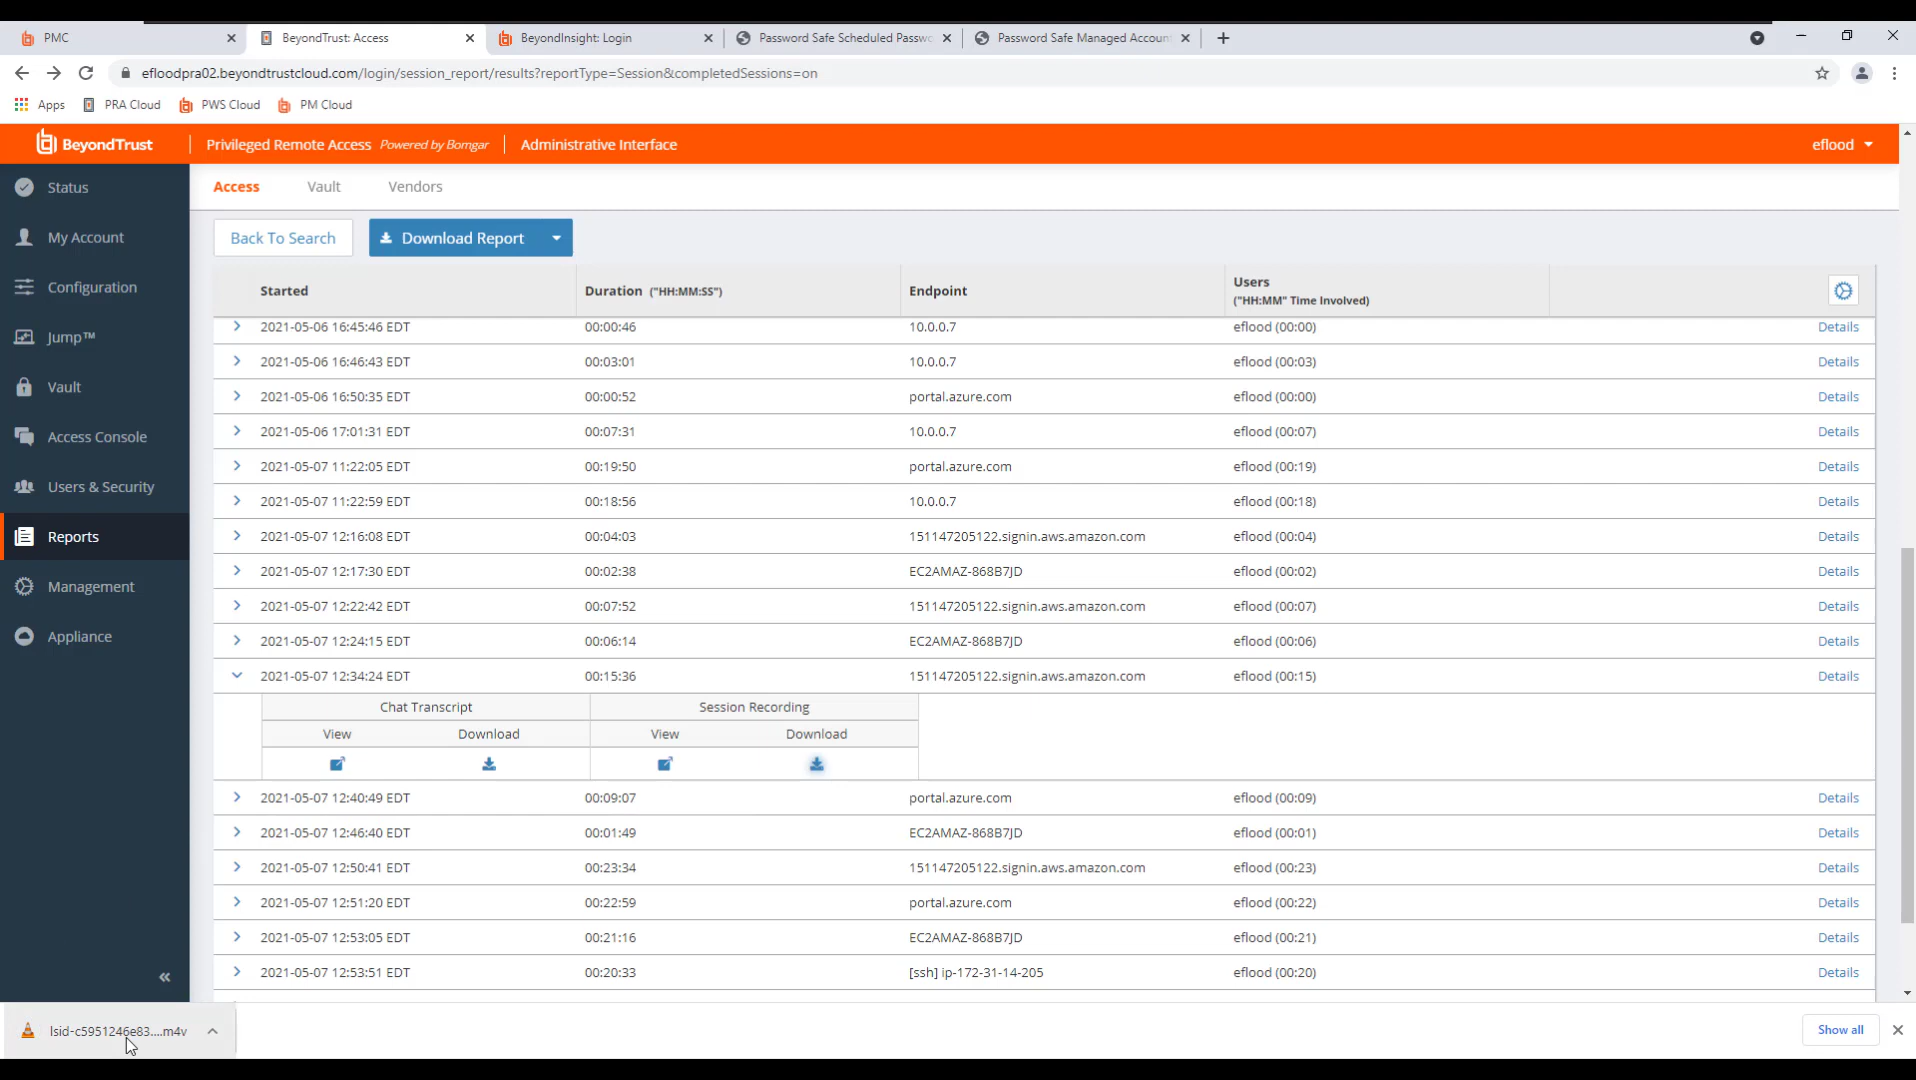 PMC
BeyondTrust: Access
BeyondInsight: Login
Password Safe Scheduled Passwo
Password Safe Managed Account
efloodpra02.beyondtrustcloud.com/login/session_report/results?reportType=Session&completedSessions=on
Apps PRA Cloud PWS Cloud PM Cloud
BeyondTrust Privileged Remote Access Powered by Bomgar Administrative Interface eflood
Status
My Account
Configuration
Jump™
Vault
Access Console
Users & Security
Reports
Management
Appliance
Access Vault Vendors
Back To Search Download Report
Started Duration ("HH:MM:SS") Endpoint Users
("HH:MM" Time Involved)
2021-05-06 16:45:46 EDT 00:00:46 10.0.0.7 eflood (00:00) Details
2021-05-06 16:46:43 EDT 00:03:01 10.0.0.7 eflood (00:03) Details
2021-05-06 16:50:35 EDT 00:00:52 portal.azure.com eflood (00:00) Details
2021-05-06 17:01:31 EDT 00:07:31 10.0.0.7 eflood (00:07) Details
2021-05-07 11:22:05 EDT 00:19:50 portal.azure.com eflood (00:19) Details
2021-05-07 11:22:59 EDT 00:18:56 10.0.0.7 eflood (00:18) Details
2021-05-07 12:16:08 EDT 00:04:03 151147205122.signin.aws.amazon.com eflood (00:04) Details
2021-05-07 12:17:30 EDT 00:02:38 EC2AMAZ-868B7JD eflood (00:02) Details
2021-05-07 12:22:42 EDT 00:07:52 151147205122.signin.aws.amazon.com eflood (00:07) Details
2021-05-07 12:24:15 EDT 00:06:14 EC2AMAZ-868B7JD eflood (00:06) Details
2021-05-07 12:34:24 EDT 00:15:36 151147205122.signin.aws.amazon.com eflood (00:15) Details
Chat Transcript Session Recording
View Download View Download
2021-05-07 12:40:49 EDT 00:09:07 portal.azure.com eflood (00:09) Details
2021-05-07 12:46:40 EDT 00:01:49 EC2AMAZ-868B7JD eflood (00:01) Details
2021-05-07 12:50:41 EDT 00:23:34 151147205122.signin.aws.amazon.com eflood (00:23) Details
2021-05-07 12:51:20 EDT 00:22:59 portal.azure.com eflood (00:22) Details
2021-05-07 12:53:05 EDT 00:21:16 EC2AMAZ-868B7JD eflood (00:21) Details
2021-05-07 12:53:51 EDT 00:20:33 [ssh] ip-172-31-14-205 eflood (00:20) Details
lsid-c5951246e83....m4v Show all